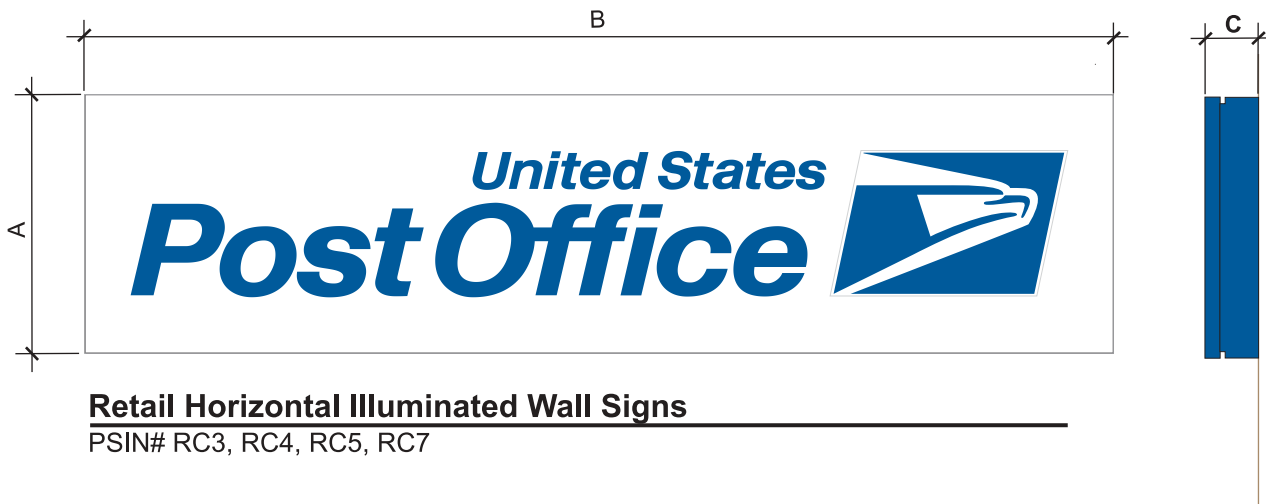 B
C
A
United States
Post Office
Retail Horizontal Illuminated Wall Signs
PSIN# RC3, RC4, RC5, RC7